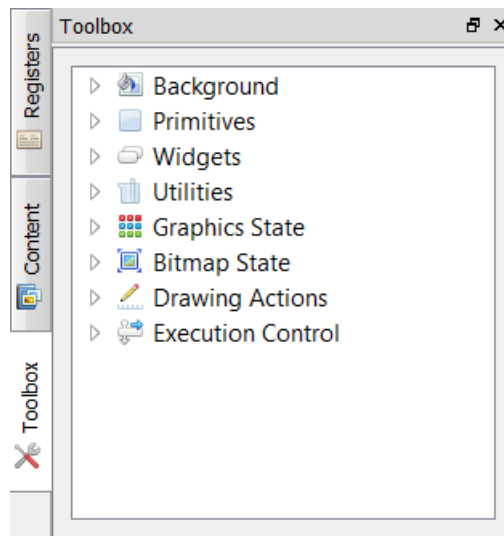 Toolbox
Registers
Content
Toolbox
Background
Primitives
Widgets
Utilities
Graphics State
Bitmap State
Drawing Actions
Execution Control